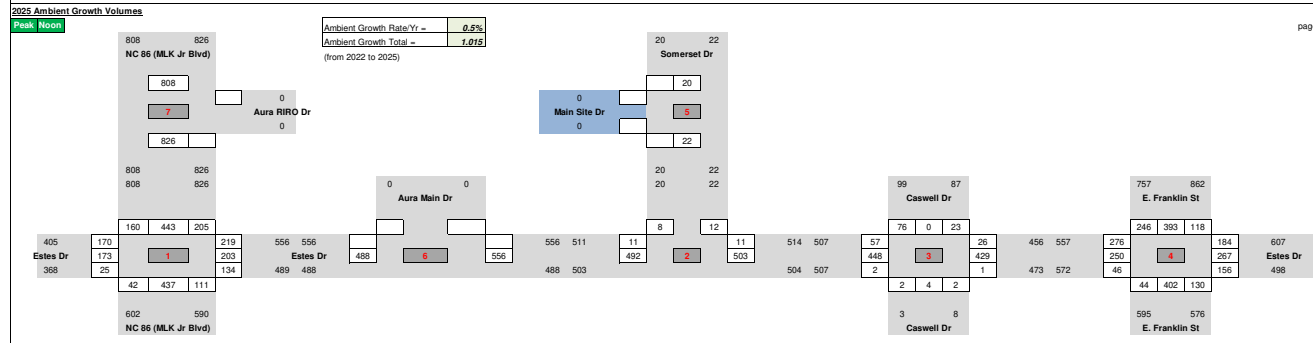 2025 Ambient Growth Volumes
Peak Noon
Ambient Growth Rate/Yr = 0.5%
Ambient Growth Total = 1.015
(from 2022 to 2025)
pag
808 826
NC 86 (MLK Jr Blvd)
808
7
826
0
Aura RIRO Dr
0
808 826
808 826
20 22
Somerset Dr
20
0
Main Site Dr
0
5
22
20 22
20 22
0 0
Aura Main Dr
99 87
Caswell Dr
757 862
E. Franklin St
160 443 205
8 12
76 0 23
246 393 118
405 170 219 556 556 556 511 11 11 514 507 57 26 456 557 276 184 607
Estes Dr 173 1 203 Estes Dr 488 6 556 492 2 503 448 3 429 250 4 267 Estes Dr
368 25 134 489 488 488 503 504 507 2 1 473 572 46 156 498
42 437 111
2 4 2
44 402 130
602 590
NC 86 (MLK Jr Blvd)
3 8
Caswell Dr
595 576
E. Franklin St